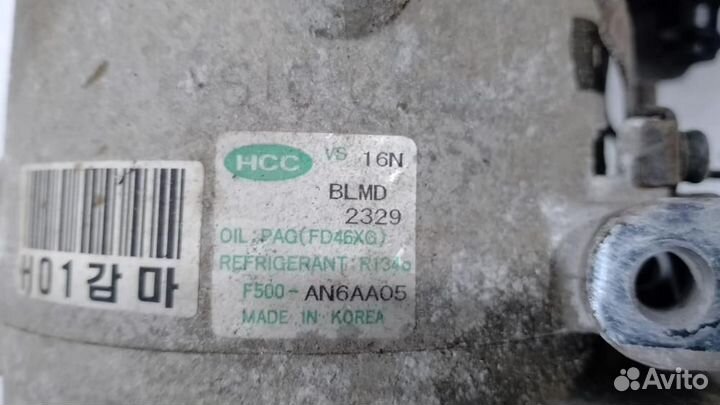 HCC VS 16N
BLMD
2329
OIL: PAG(FD46XG)
REFRIGERANT: R134a
F500-AN6AA05
MADE IN KOREA
H01감마
Avito